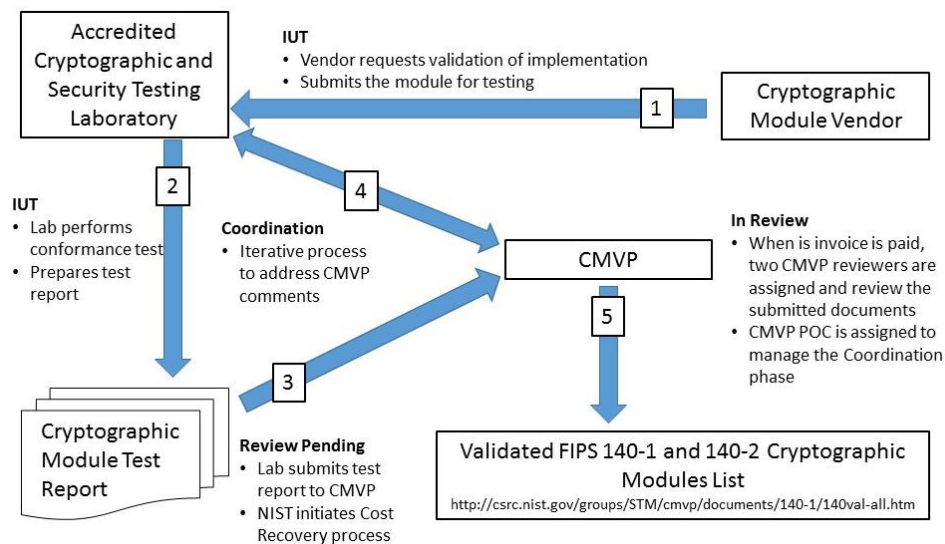 Accredited
Cryptographic and
Security Testing
Laboratory
IUT
• Vendor requests validation of implementation
• Submits the module for testing
1
Cryptographic
Module Vendor
2
IUT
• Lab performs
conformance test
• Prepares test
report
4
Coordination
• Iterative process
to address CMVP
comments
CMVP
In Review
• When is invoice is paid,
two CMVP reviewers are
assigned and review the
submitted documents
• CMVP POC is assigned to
manage the Coordination
phase
5
3
Cryptographic
Module Test
Report
Review Pending
• Lab submits test
report to CMVP
• NIST initiates Cost
Recovery process
Validated FIPS 140-1 and 140-2 Cryptographic
Modules List
http://csrc.nist.gov/groups/STM/cmvp/documents/140-1/140val-all.htm